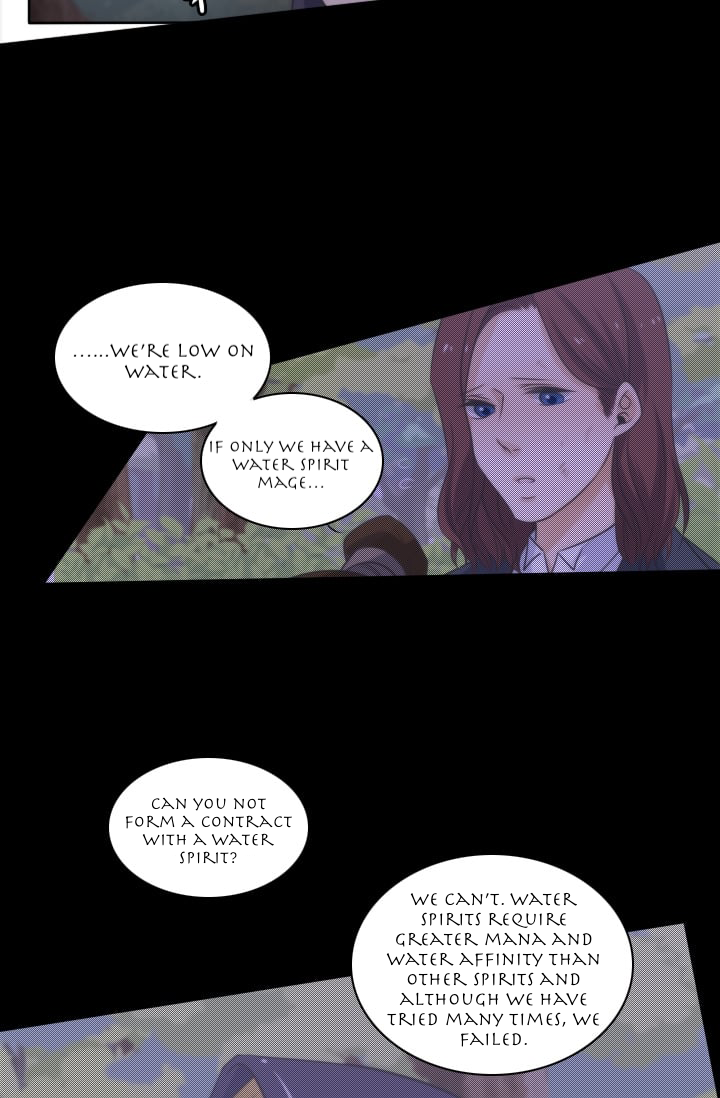 ......WE'RE LOW ON
WATER.
IF ONLY WE HAVE A
WATER SPIRIT
MAGE...
CAN YOU NOT
FORM A CONTRACT
WITH A WATER
SPIRIT?
WE CAN'T. WATER
SPIRITS REQUIRE
GREATER MANA AND
WATER AFFINITY THAN
OTHER SPIRITS AND
ALTHOUGH WE HAVE
TRIED MANY TIMES, WE
FAILED.